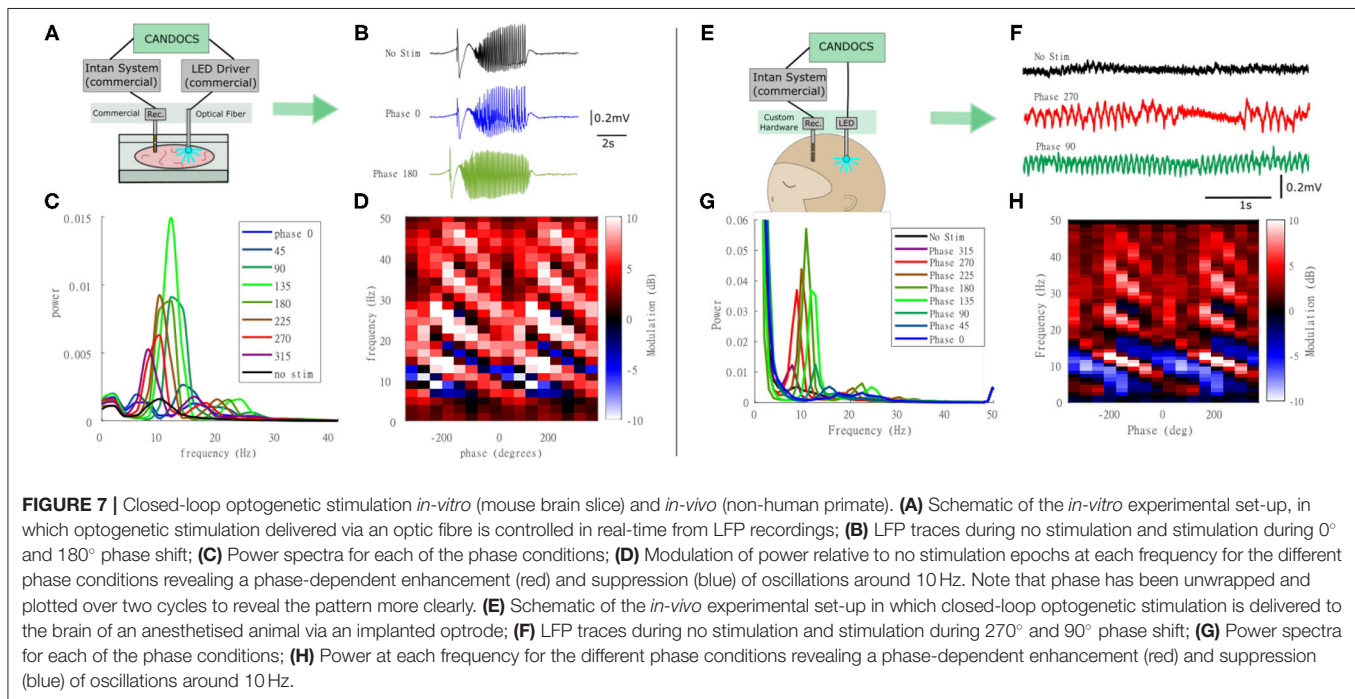 A
CANDOCS
Intan System
(commercial)
LED Driver
(commercial)
Commercial
Rec.
Optical Fiber
B
No Stim
Phase 0
0.2mV
2s
Phase 180
C
0.015
0.01
0.005
0
power
0 10 20 30 40
frequency (Hz)
phase 0
45
90
135
180
225
270
315
no stim
D
50
40
30
20
10
0
frequency (Hz)
-200 0 200
phase (degrees)
10
5
0
-5
-10
Modulation (dB)
E
CANDOCS
Intan System
(commercial)
Custom
Hardware
Rec.
LED
F
No Stim
Phase 270
Phase 90
0.2mV
1s
G
0.06
0.05
0.04
0.03
0.02
0.01
0
Power
0 10 20 30 40 50
Frequency (Hz)
No Stim
Phase 315
Phase 270
Phase 225
Phase 180
Phase 135
Phase 90
Phase 45
Phase 0
H
50
40
30
20
10
0
Frequency (Hz)
-200 0 200
Phase (deg)
10
5
0
-5
-10
Modulation (dB)
FIGURE 7 | Closed-loop optogenetic stimulation in-vitro (mouse brain slice) and in-vivo (non-human primate). (A) Schematic of the in-vitro experimental set-up, in
which optogenetic stimulation delivered via an optic fibre is controlled in real-time from LFP recordings; (B) LFP traces during no stimulation and stimulation during 0°
and 180° phase shift; (C) Power spectra for each of the phase conditions; (D) Modulation of power relative to no stimulation epochs at each frequency for the different
phase conditions revealing a phase-dependent enhancement (red) and suppression (blue) of oscillations around 10 Hz. Note that phase has been unwrapped and
plotted over two cycles to reveal the pattern more clearly. (E) Schematic of the in-vivo experimental set-up in which closed-loop optogenetic stimulation is delivered to
the brain of an anesthetised animal via an implanted optrode; (F) LFP traces during no stimulation and stimulation during 270° and 90° phase shift; (G) Power spectra
for each of the phase conditions; (H) Power at each frequency for the different phase conditions revealing a phase-dependent enhancement (red) and suppression
(blue) of oscillations around 10 Hz.